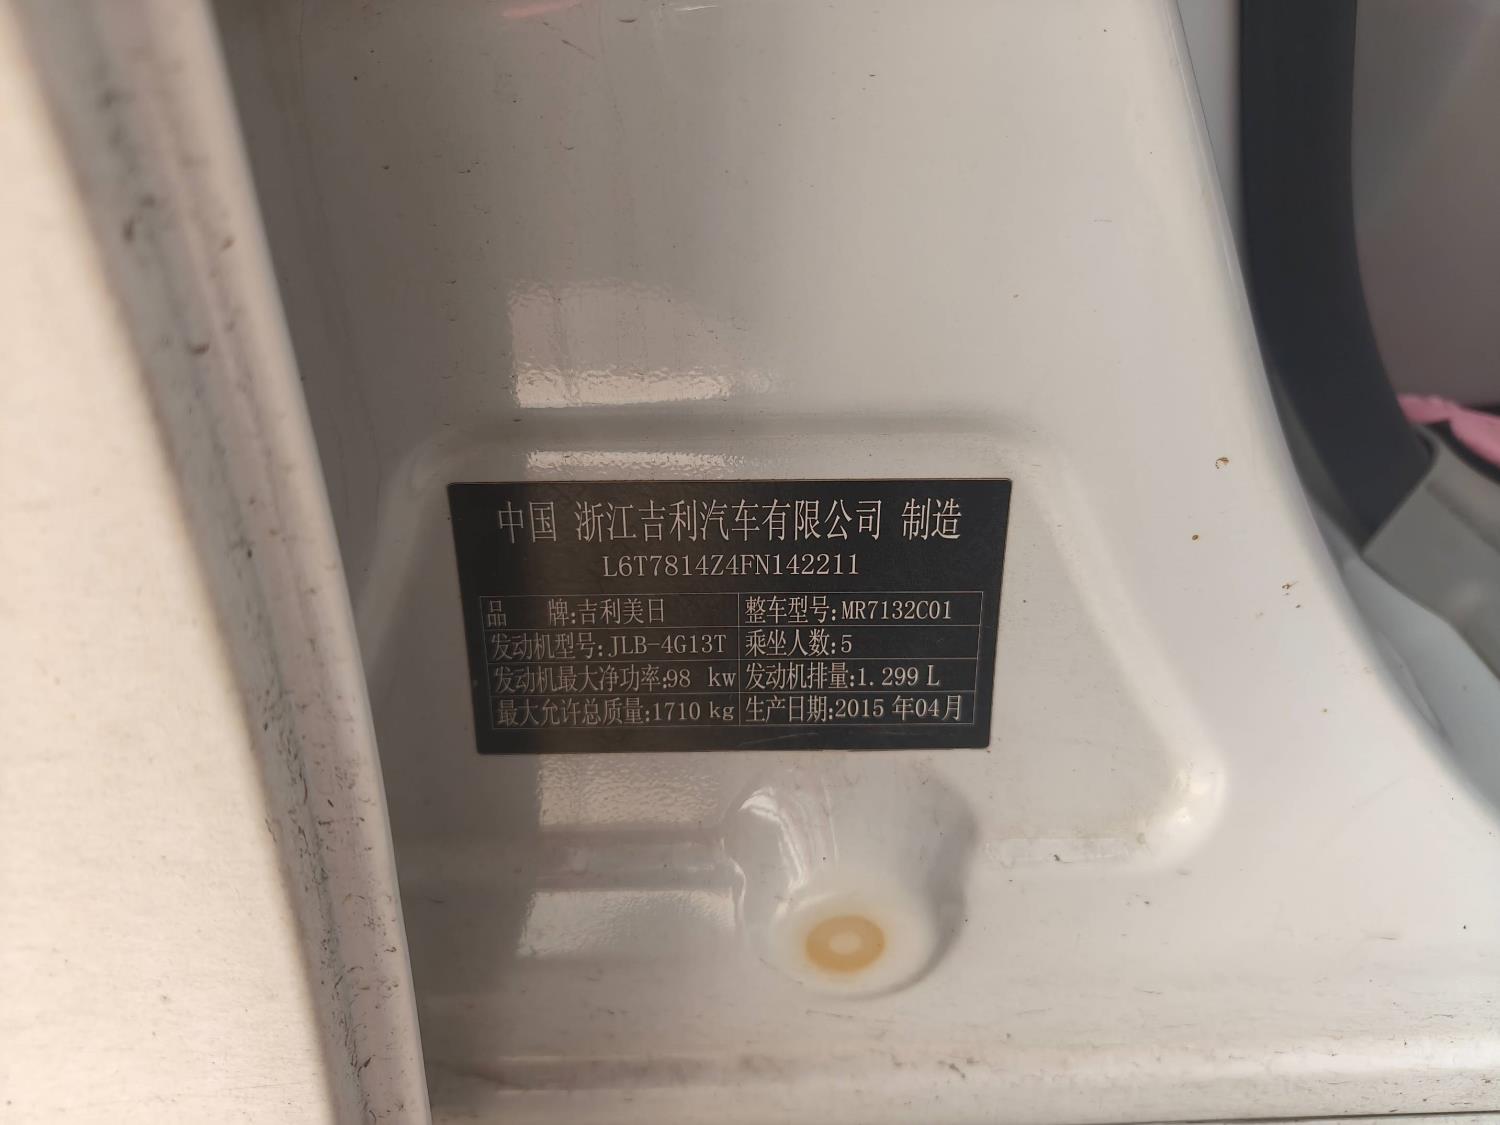 中国 浙江吉利汽车有限公司 制造
L6T7814Z4FN142211
品 牌:吉利美日 整车型号:MR7132C01
发动机型号:JLB-4G13T 乘坐人数:5
发动机最大净功率:98 kw 发动机排量:1.299 L
最大允许总质量:1710 kg 生产日期:2015 年04月